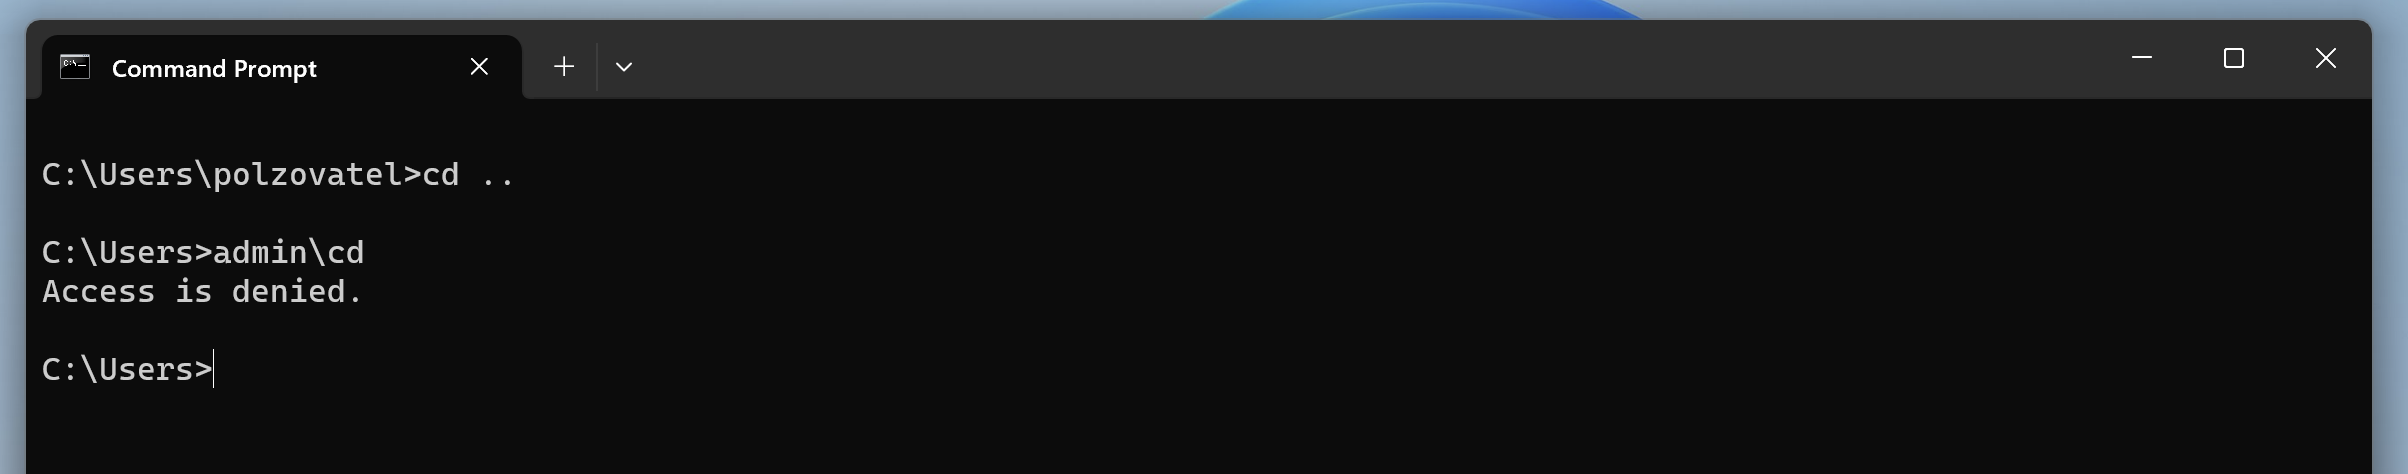 Command Prompt
C:\Users\polzovatel>cd ..
C:\Users>admin\cd
Access is denied.
C:\Users>